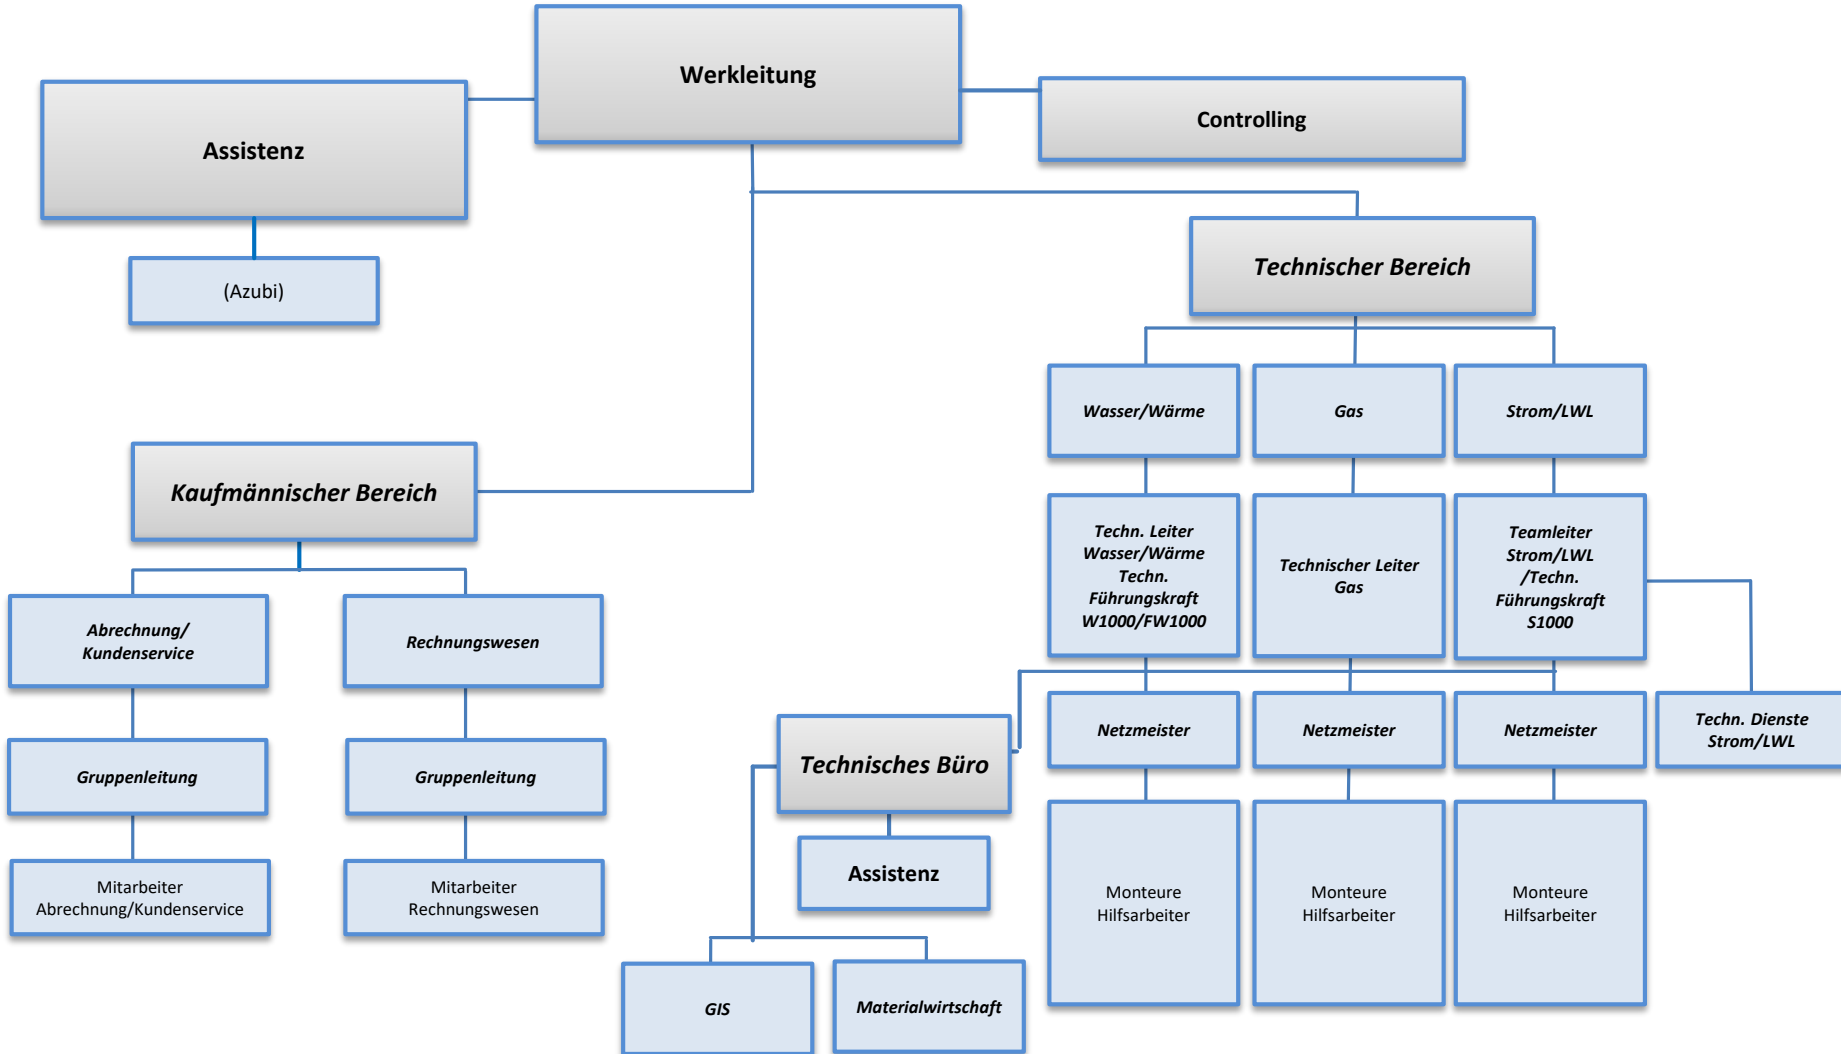 Werkleitung
Assistenz
Controlling
(Azubi)
Technischer Bereich
Wasser/Wärme
Gas
Strom/LWL
Kaufmännischer Bereich
Techn. Leiter
Wasser/Wärme
Techn.
Führungskraft
W1000/FW1000
Technischer Leiter
Gas
Teamleiter
Strom/LWL
/Techn.
Führungskraft
S1000
Abrechnung/
Kundenservice
Rechnungswesen
Gruppenleitung
Gruppenleitung
Mitarbeiter
Abrechnung/Kundenservice
Mitarbeiter
Rechnungswesen
Technisches Büro
Assistenz
GIS
Materialwirtschaft
Netzmeister
Netzmeister
Netzmeister
Techn. Dienste
Strom/LWL
Monteure
Hilfsarbeiter
Monteure
Hilfsarbeiter
Monteure
Hilfsarbeiter